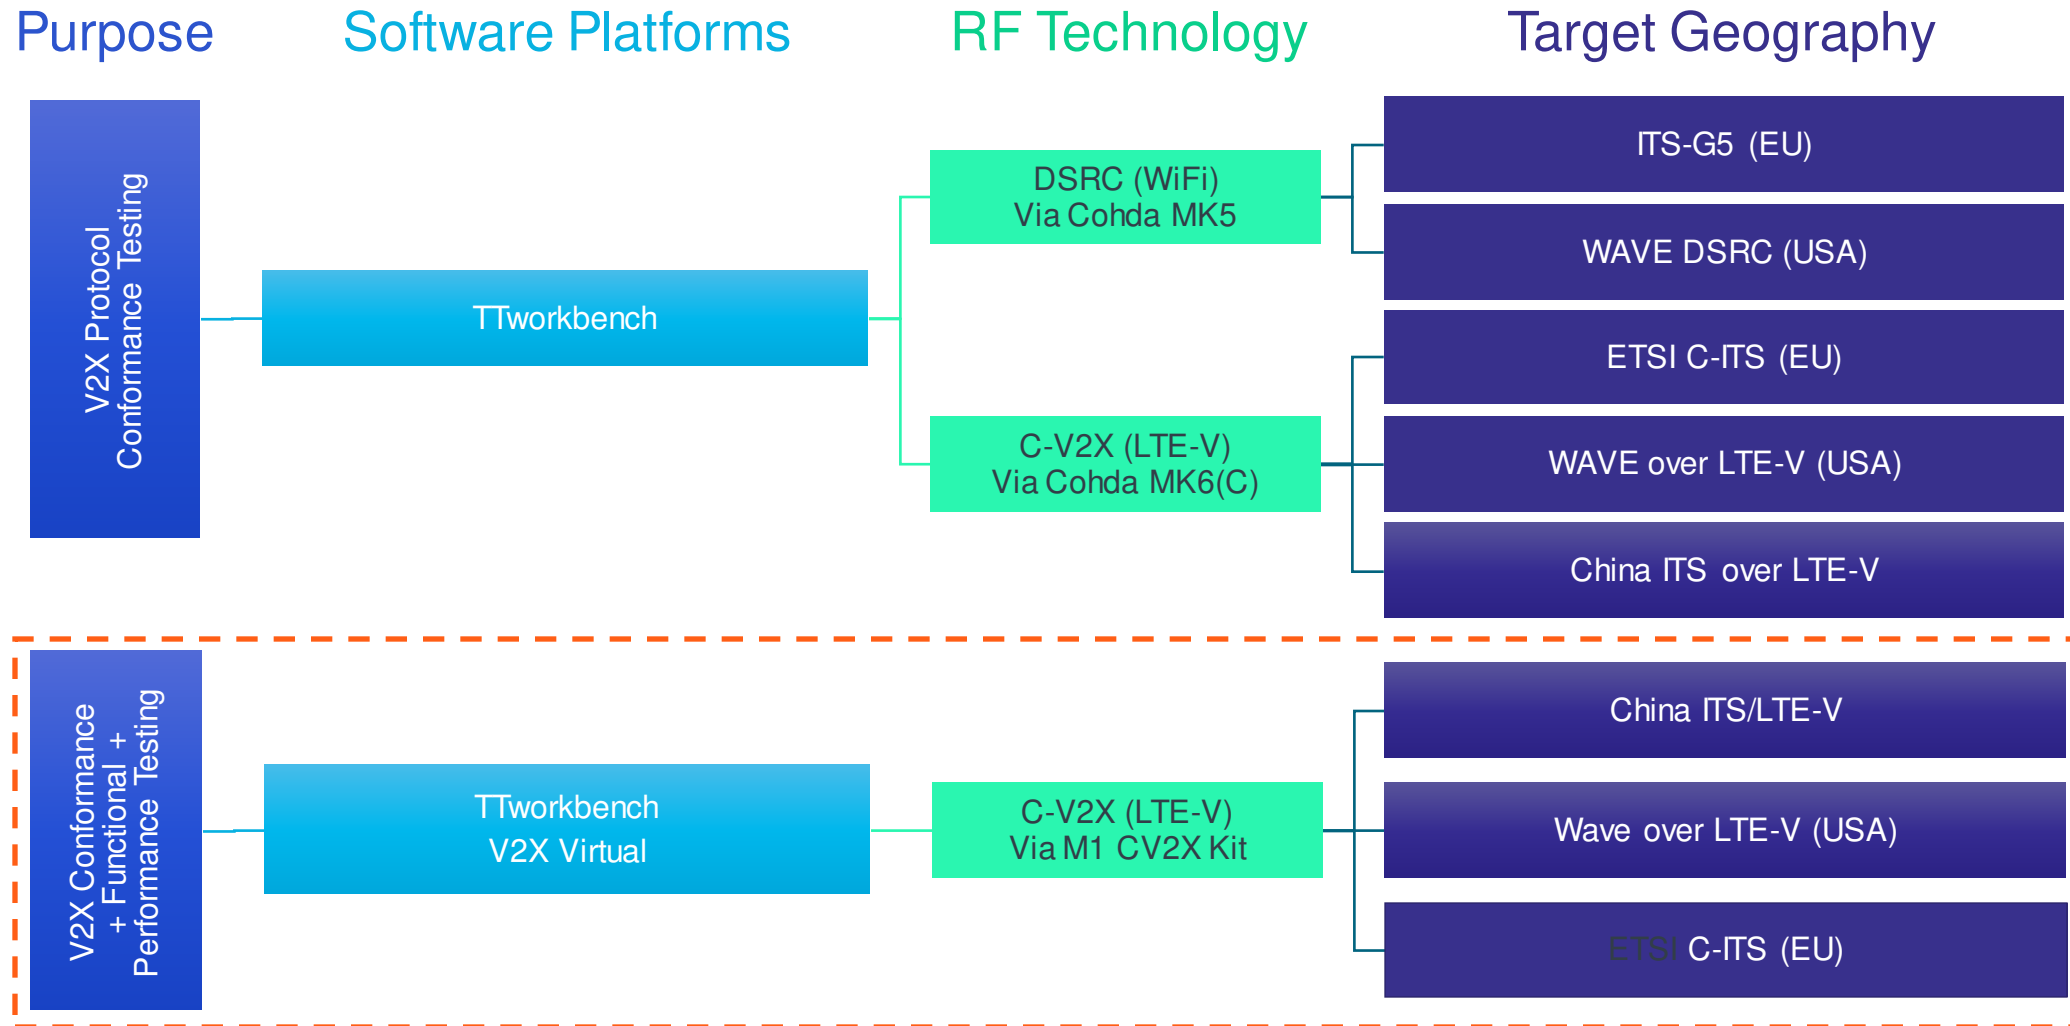 Purpose
Software Platforms
RF Technology
Target Geography
V2X Protocol
Conformance Testing
TTworkbench
DSRC (WiFi)
Via Cohda MK5
ITS-G5 (EU)
WAVE DSRC (USA)
C-V2X (LTE-V)
Via Cohda MK6(C)
ETSI C-ITS (EU)
WAVE over LTE-V (USA)
China ITS over LTE-V
V2X Conformance
+ Functional +
Performance Testing
TTworkbench
V2X Virtual
C-V2X (LTE-V)
Via M1 CV2X Kit
China ITS/LTE-V
Wave over LTE-V (USA)
ETSI C-ITS (EU)